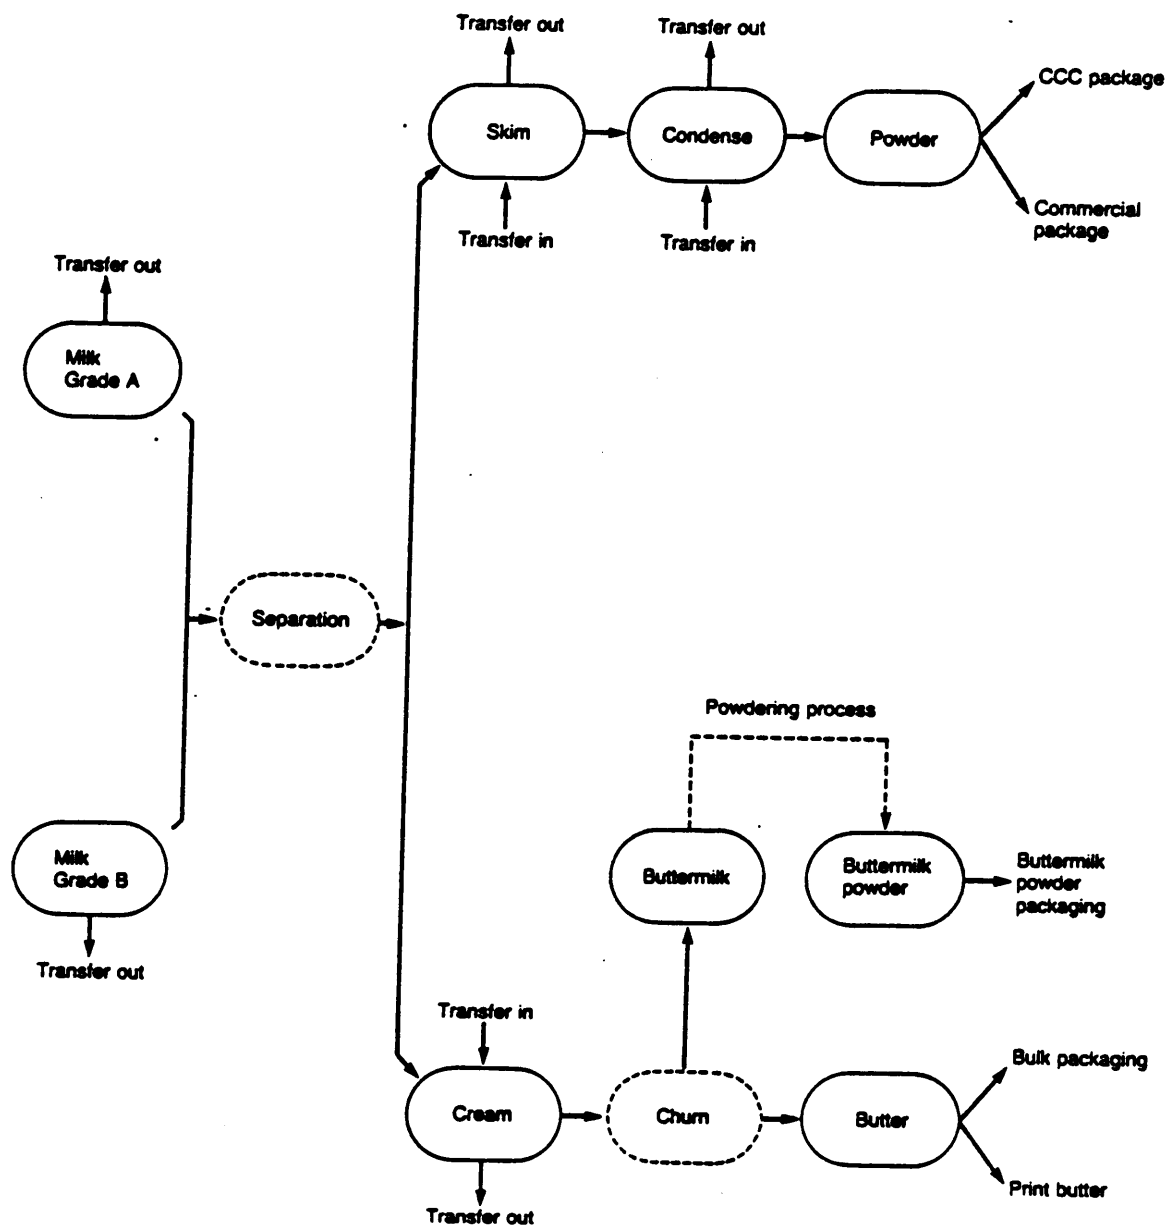 Transfer out
Transfer out
CCC package
Skim
Condense
Powder
Commercial
package
Transfer in
Transfer in
Transfer out
Milk
Grade A
Separation
Powdering process
Milk
Grade B
Buttermilk
Buttermilk
powder
Buttermilk
powder
packaging
Transfer out
Transfer in
Bulk packaging
Cream
Churn
Butter
Print butter
Transfer out